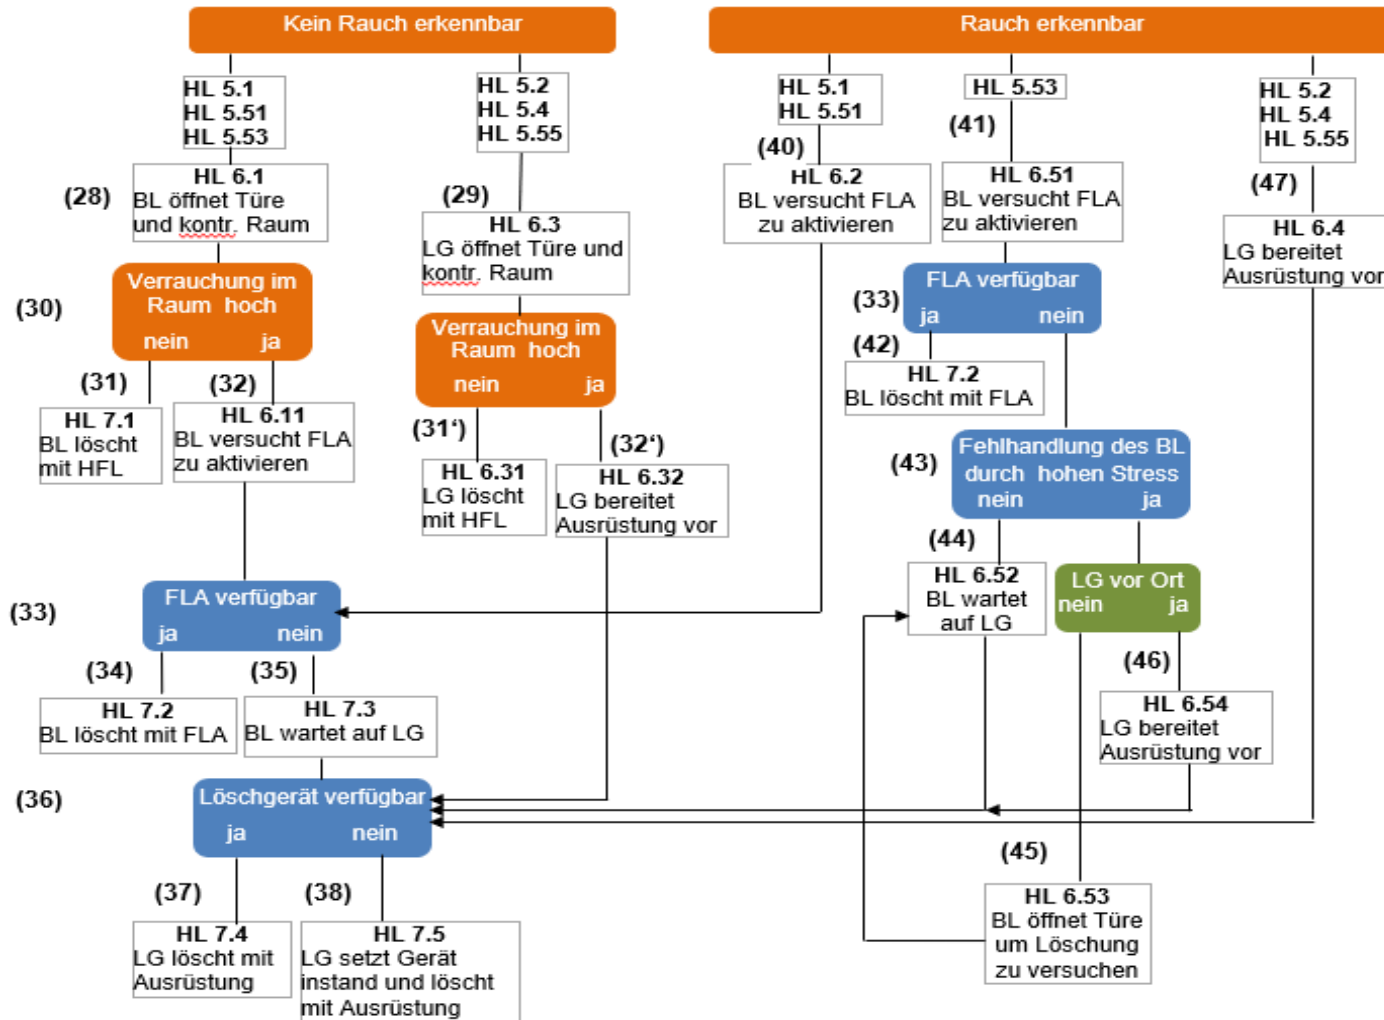 Kein Rauch erkennbar
Rauch erkennbar
HL 5.1
HL 5.51
HL 5.53
HL 5.2
HL 5.4
HL 5.55
HL 5.1
HL 5.51
HL 5.53
HL 5.2
HL 5.4
HL 5.55
(28)
HL 6.1
BL öffnet Türe
und kontr. Raum
(29)
HL 6.3
LG öffnet Türe und
kontr. Raum
(40)
HL 6.2
BL versucht FLA
zu aktivieren
(41)
HL 6.51
BL versucht FLA
zu aktivieren
(47)
HL 6.4
LG bereitet
Ausrüstung vor
(30)
Verrauchung im
Raum hoch
nein ja
Verrauchung im
Raum hoch
nein ja
(33)
FLA verfügbar
ja nein
(31)
HL 7.1
BL löscht
mit HFL
(32)
HL 6.11
BL versucht FLA
zu aktivieren
(31‘)
HL 6.31
LG löscht
mit HFL
(32‘)
HL 6.32
LG bereitet
Ausrüstung vor
(42)
HL 7.2
BL löscht mit FLA
(43)
Fehlhandlung des BL
durch hohen Stress
nein ja
(44)
HL 6.52
BL wartet
auf LG
LG vor Ort
nein ja
(33)
FLA verfügbar
ja nein
(34)
HL 7.2
BL löscht mit FLA
(35)
HL 7.3
BL wartet auf LG
(46)
HL 6.54
LG bereitet
Ausrüstung vor
(36)
Löschgerät verfügbar
ja nein
(45)
HL 6.53
BL öffnet Türe
um Löschung
zu versuchen
(37)
HL 7.4
LG löscht mit
Ausrüstung
(38)
HL 7.5
LG setzt Gerät
instand und löscht
mit Ausrüstung